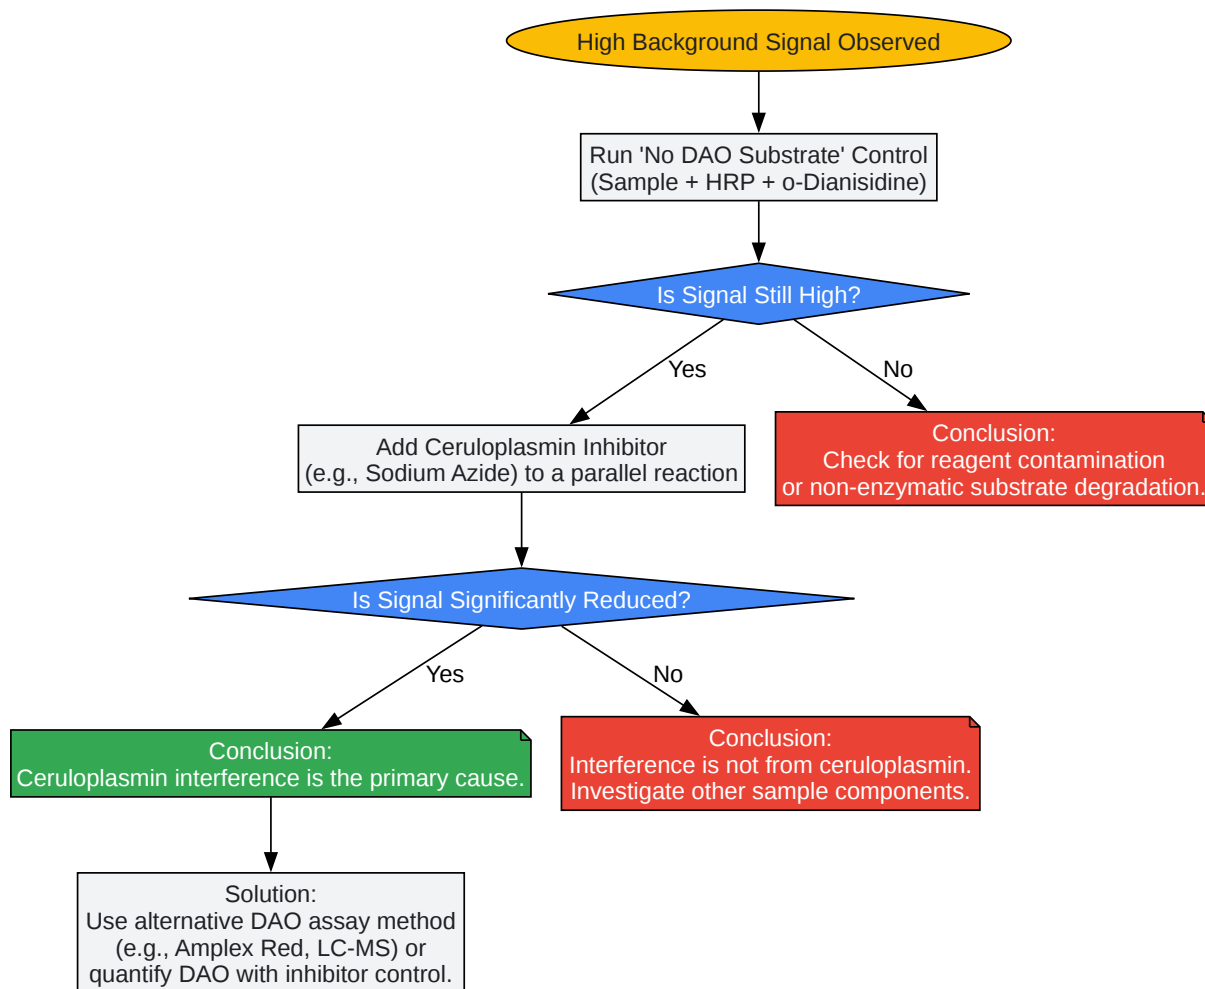 High Background Signal Observed
Run 'No DAO Substrate' Control
(Sample + HRP + o-Dianisidine)
Is Signal Still High?
Yes
No
Add Ceruloplasmin Inhibitor
(e.g., Sodium Azide) to a parallel reaction
Conclusion:
Check for reagent contamination
or non-enzymatic substrate degradation.
Is Signal Significantly Reduced?
Yes
No
Conclusion:
Ceruloplasmin interference is the primary cause.
Conclusion:
Interference is not from ceruloplasmin.
Investigate other sample components.
Solution:
Use alternative DAO assay method
(e.g., Amplex Red, LC-MS) or
quantify DAO with inhibitor control.